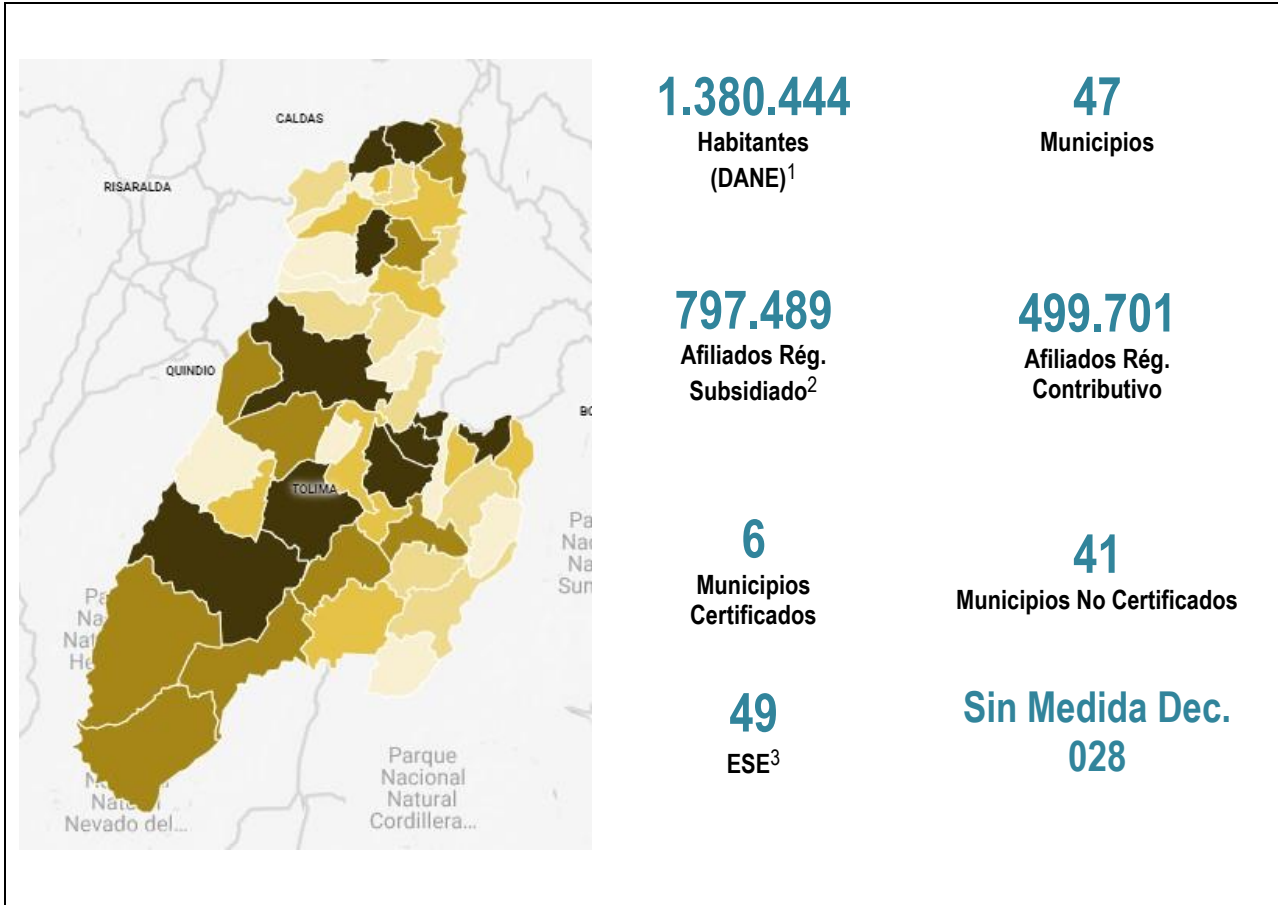 CALDAS
RISARALDA
QUINDIO
TOLIMA
Parque
Nacional
Natural
Cordillera...
Nevado del...
1.380.444
Habitantes
(DANE)1
47
Municipios
797.489
Afiliados Rég.
Subsidiado2
499.701
Afiliados Rég.
Contributivo
6
Municipios
Certificados
41
Municipios No Certificados
49
ESE3
Sin Medida Dec.
028